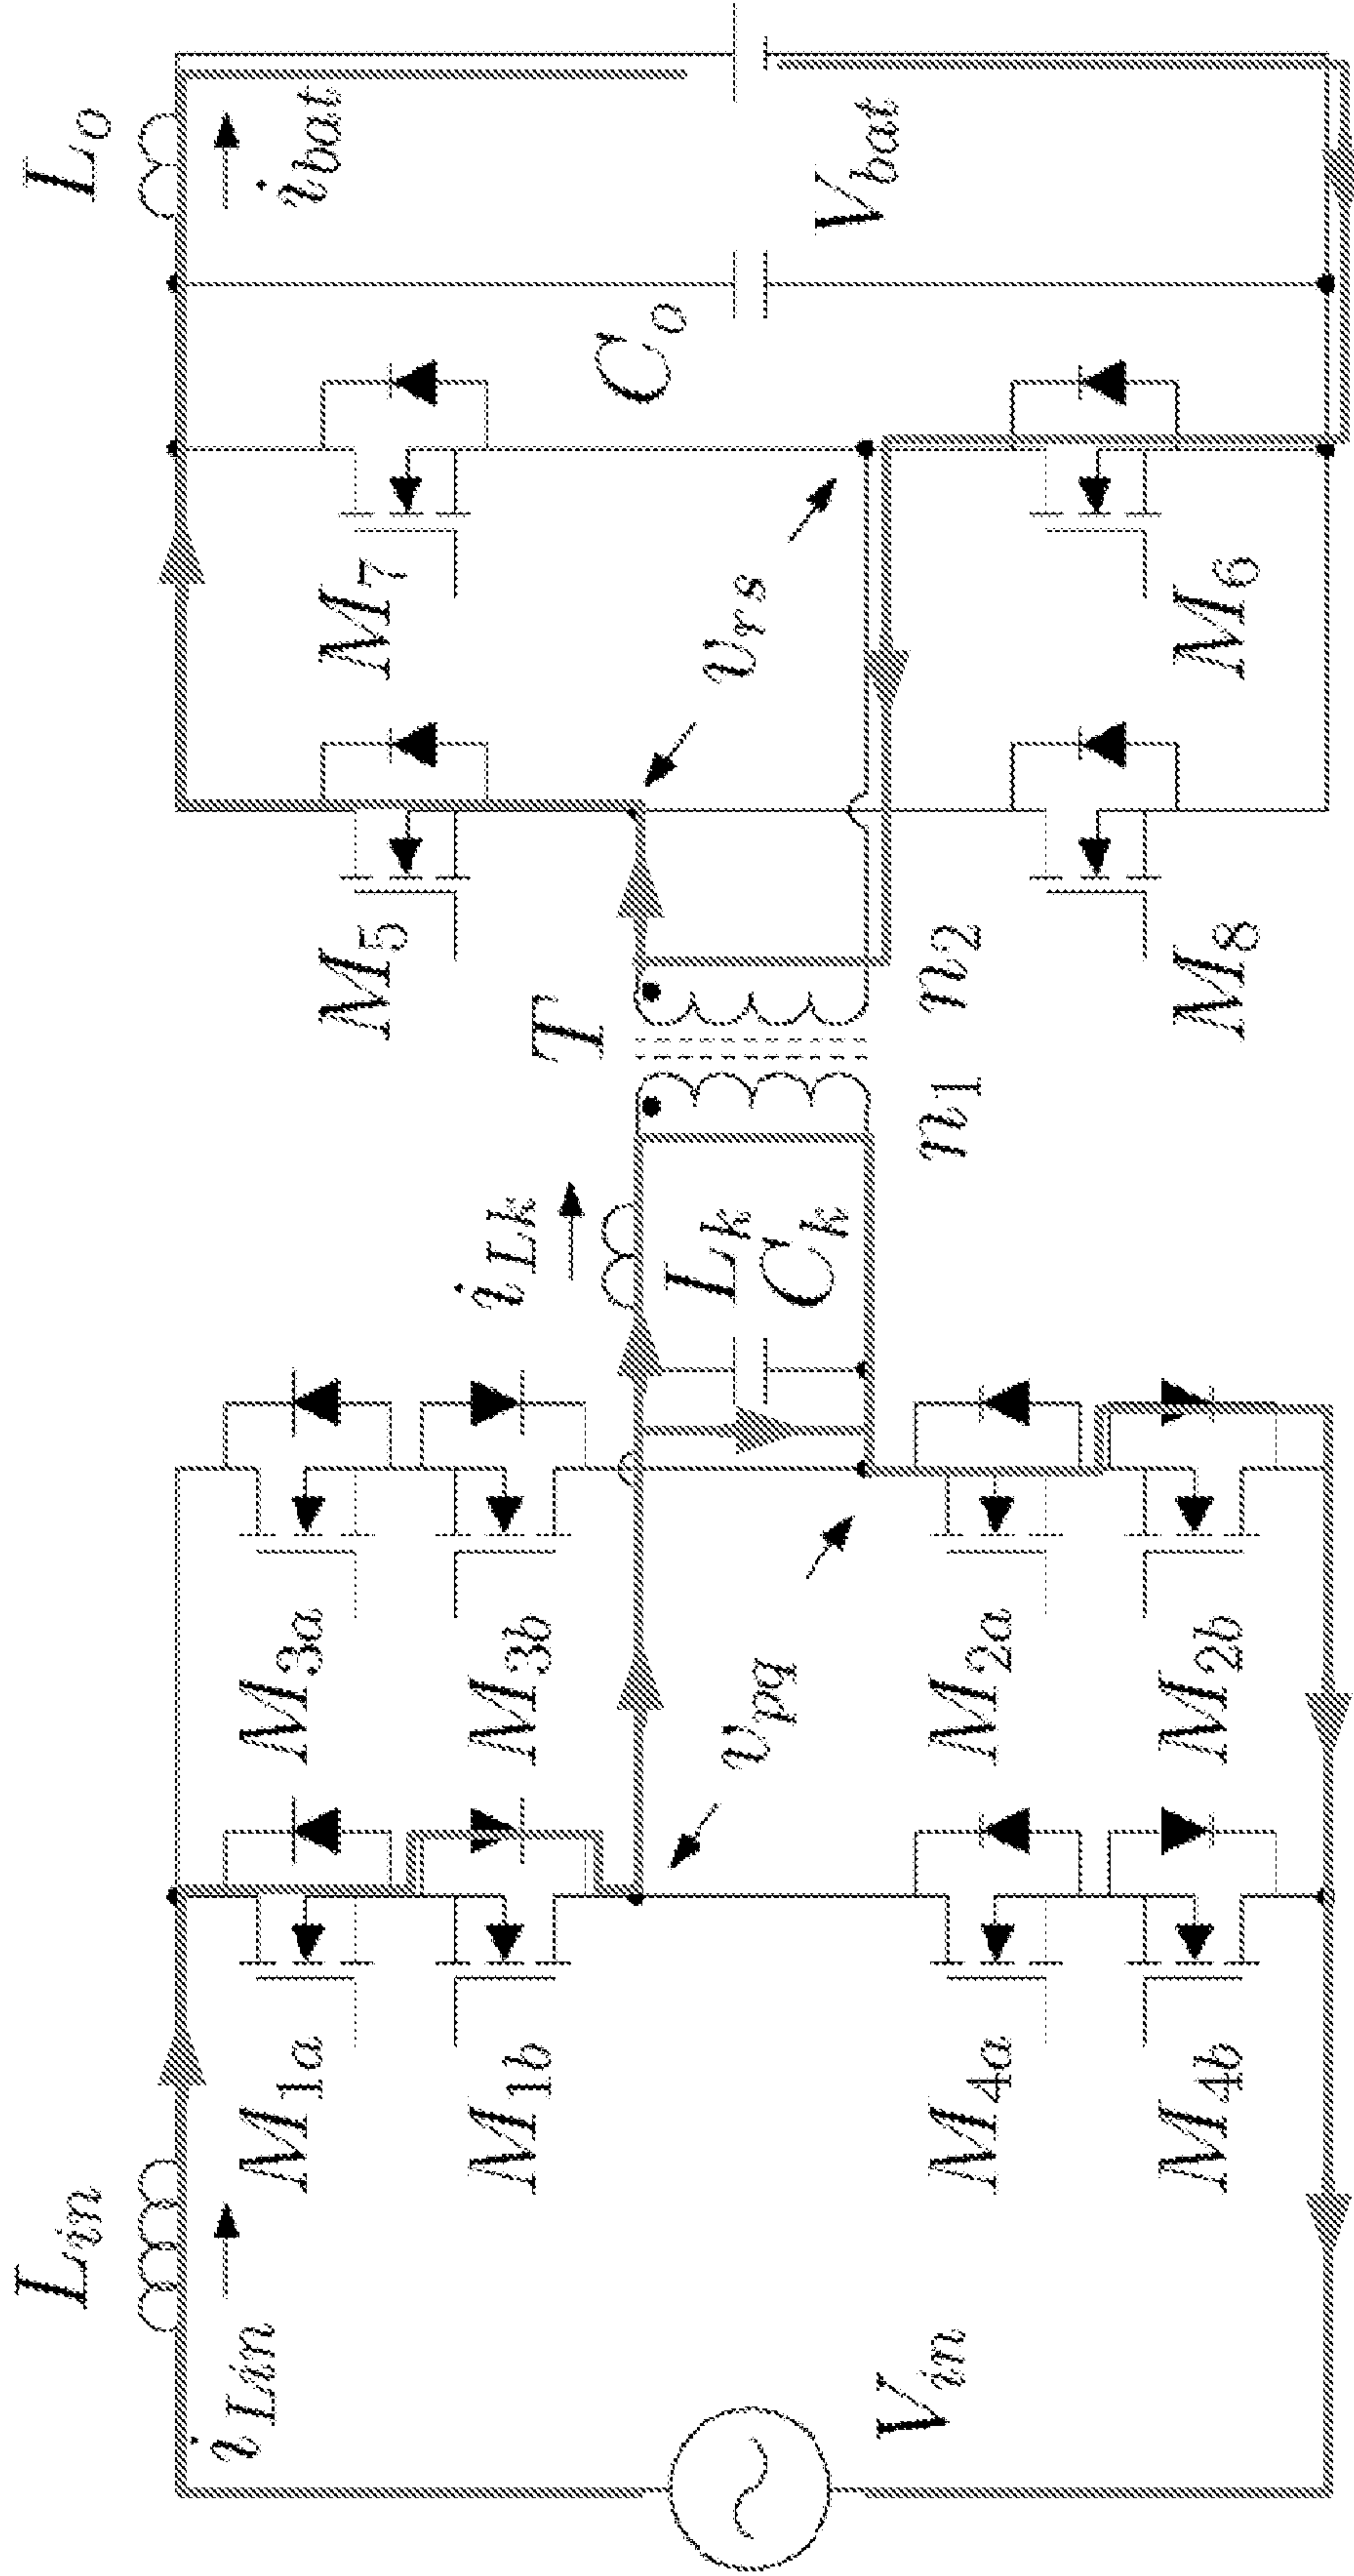 L_in
i_Lin
V_in
M_1a
M_1b
M_3a
M_3b
M_4a
M_4b
M_2a
M_2b
v_pq
i_Lk
L_k
C_k
T
n_1
n_2
M_5
M_7
M_8
M_6
v_rs
C_o
L_o
i_bat
V_bat